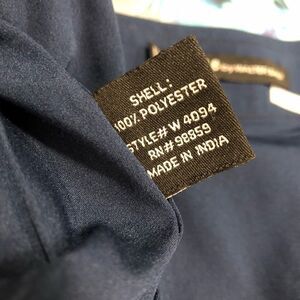 SHELL:
100% POLYESTER
STYLE# W 4094
RN# 98859
MADE IN INDIA